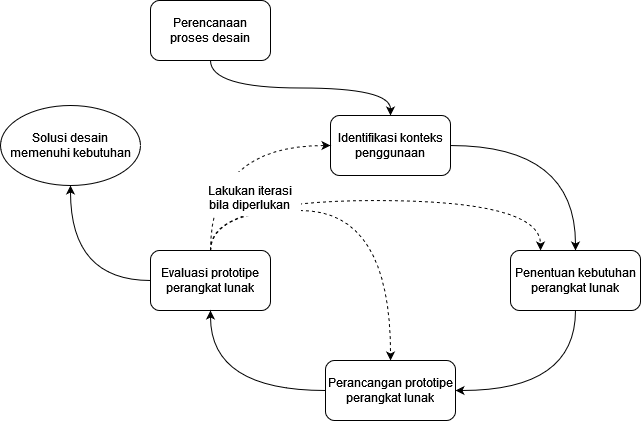 Perencanaan
proses desain
Solusi desain
memenuhi kebutuhan
Identifikasi konteks
penggunaan
Lakukan iterasi
bila diperlukan
Evaluasi prototipe
perangkat lunak
Penentuan kebutuhan
perangkat lunak
Perancangan prototipe
perangkat lunak